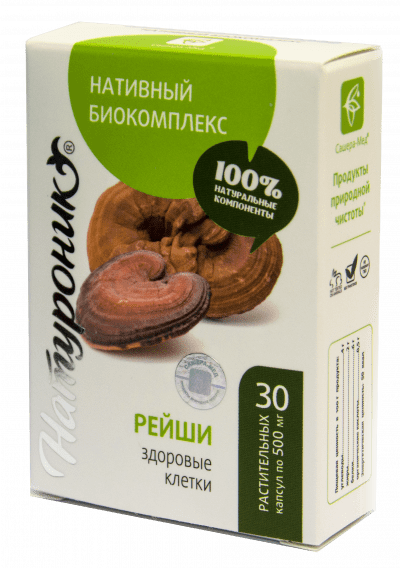 НАТИВНЫЙ
БИОКОМПЛЕКС
100%
НАТУРАЛЬНЫЕ
КОМПОНЕНТЫ
Натуроник®
РЕЙШИ
здоровые
клетки
30
РАСТИТЕЛЬНЫХ
капсул по 500 мг
Сашера-Мед®
Продукты
природной
чистоты